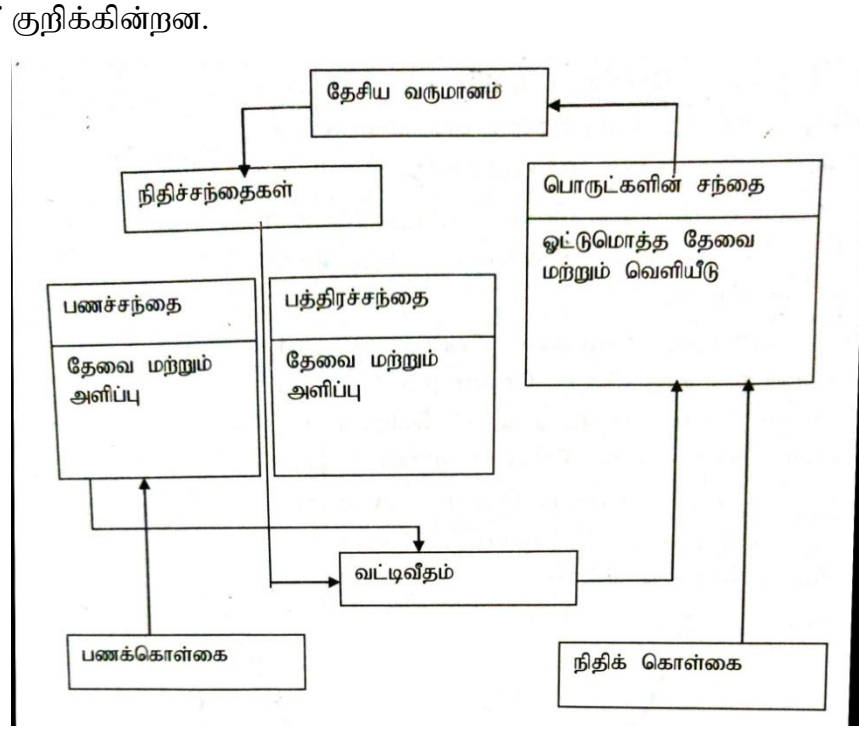 குறிக்கின்றன.
தேசிய வருமானம்
நிதிச்சந்தைகள்
பொருட்களின் சந்தை
ஒட்டுமொத்த தேவை
மற்றும் வெளியீடு
பணச்சந்தை
தேவை மற்றும்
அளிப்பு
பத்திரச்சந்தை
தேவை மற்றும்
அளிப்பு
வட்டிவீதம்
பணக்கொள்கை
நிதிக் கொள்கை